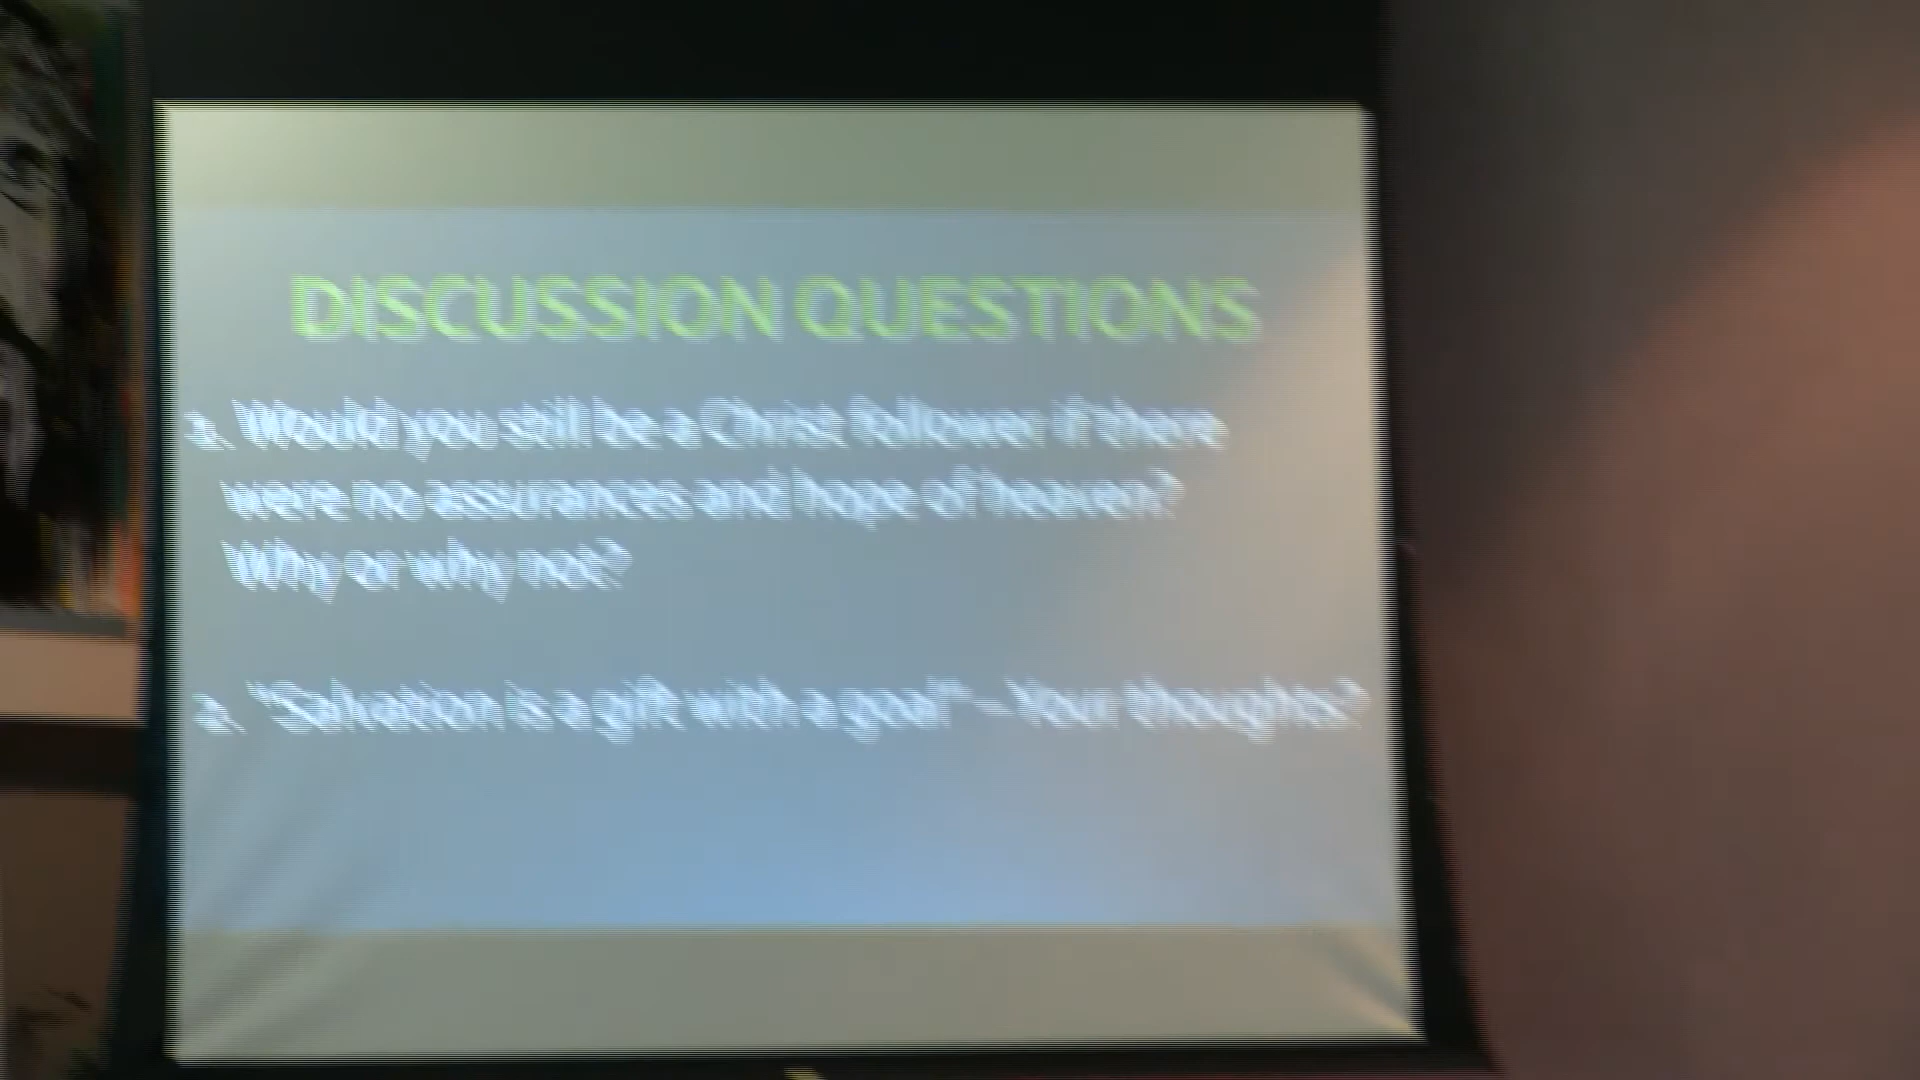 DISCUSSION QUESTIONS
1. Would you still be a Christ follower if there
were no assurances and hope of heaven?
Why or why not?
2. "Salvation is a gift with a goal" – Your thoughts?